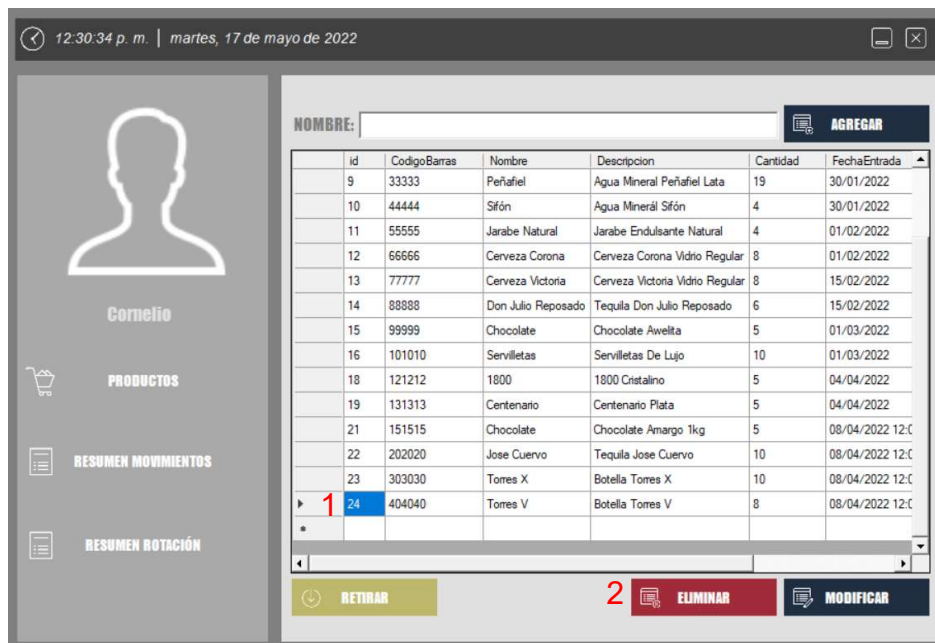 12:30:34 p. m. | martes, 17 de mayo de 2022
NOMBRE: AGREGAR
id CodigoBarras Nombre Descripcion Cantidad FechaEntrada
9 33333 Peñafiel Agua Mineral Peñafiel Lata 19 30/01/2022
10 44444 Sifón Agua Minerál Sifón 4 30/01/2022
11 55555 Jarabe Natural Jarabe Endulsante Natural 4 01/02/2022
12 66666 Cerveza Corona Cerveza Corona Vidrio Regular 8 01/02/2022
13 77777 Cerveza Victoria Cerveza Victoria Vidrio Regular 8 15/02/2022
14 88888 Don Julio Reposado Tequila Don Julio Reposado 6 15/02/2022
15 99999 Chocolate Chocolate Awelita 5 01/03/2022
16 101010 Servilletas Servilletas De Lujo 10 01/03/2022
18 121212 1800 1800 Cristalino 5 04/04/2022
19 131313 Centenario Centenario Plata 5 04/04/2022
21 151515 Chocolate Chocolate Amargo 1kg 5 08/04/2022 12:0
22 202020 Jose Cuervo Tequila Jose Cuervo 10 08/04/2022 12:0
23 303030 Torres X Botella Torres X 10 08/04/2022 12:0
1 24 404040 Torres V Botella Torres V 8 08/04/2022 12:0
*
Cornelio
PRODUCTOS
RESUMEN MOVIMIENTOS
RESUMEN ROTACIÓN
RETIRAR 2 ELIMINAR MODIFICAR